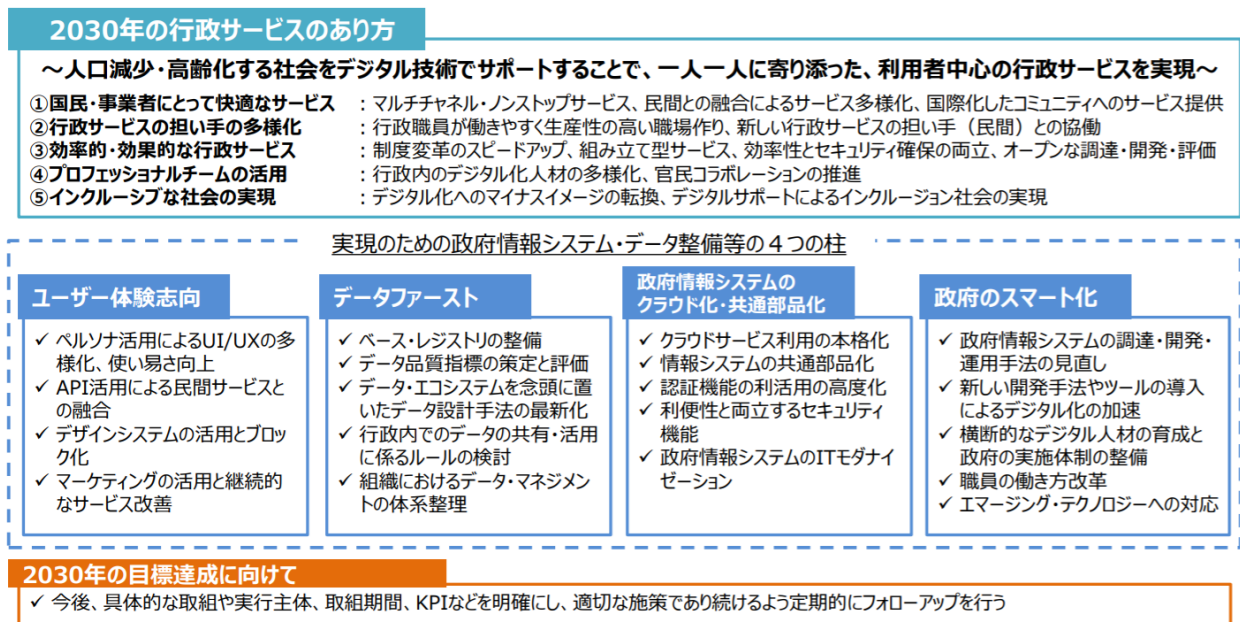 2030年の行政サービスのあり方
～人口減少・高齢化する社会をデジタル技術でサポートすることで、一人一人に寄り添った、利用者中心の行政サービスを実現～
①国民・事業者にとって快適なサービス ：マルチチャネル・ノンストップサービス、民間との融合によるサービス多様化、国際化したコミュニティへのサービス提供
②行政サービスの担い手の多様化 ：行政職員が働きやすく生産性の高い職場作り、新しい行政サービスの担い手（民間）との協働
③効率的・効果的な行政サービス ：制度変革のスピードアップ、組み立て型サービス、効率性とセキュリティ確保の両立、オープンな調達・開発・評価
④プロフェッショナルチームの活用 ：行政内のデジタル化人材の多様化、官民コラボレーションの推進
⑤インクルーシブな社会の実現 ：デジタル化へのマイナスイメージの転換、デジタルサポートによるインクルージョン社会の実現
実現のための政府情報システム・データ整備等の４つの柱
ユーザー体験志向
✓ ペルソナ活用によるUI/UXの多
様化、使い易さ向上
✓ API活用による民間サービスと
の融合
✓ デザインシステムの活用とブロッ
ク化
✓ マーケティングの活用と継続的
なサービス改善
データファースト
✓ ベース・レジストリの整備
✓ データ品質指標の策定と評価
✓ データ・エコシステムを念頭に置
いたデータ設計手法の最新化
✓ 行政内でのデータの共有・活用
に係るルールの検討
✓ 組織におけるデータ・マネジメン
トの体系整理
政府情報システムの
クラウド化・共通部品化
✓ クラウドサービス利用の本格化
✓ 情報システムの共通部品化
✓ 認証機能の利活用の高度化
✓ 利便性と両立するセキュリティ
機能
✓ 政府情報システムのITモダナイ
ゼーション
政府のスマート化
✓ 政府情報システムの調達・開発・
運用手法の見直し
✓ 新しい開発手法やツールの導入
によるデジタル化の加速
✓ 横断的なデジタル人材の育成と
政府の実施体制の整備
✓ 職員の働き方改革
✓ エマージング・テクノロジーへの対応
2030年の目標達成に向けて
✓ 今後、具体的な取組や実行主体、取組期間、KPIなどを明確にし、適切な施策であり続けるよう定期的にフォローアップを行う